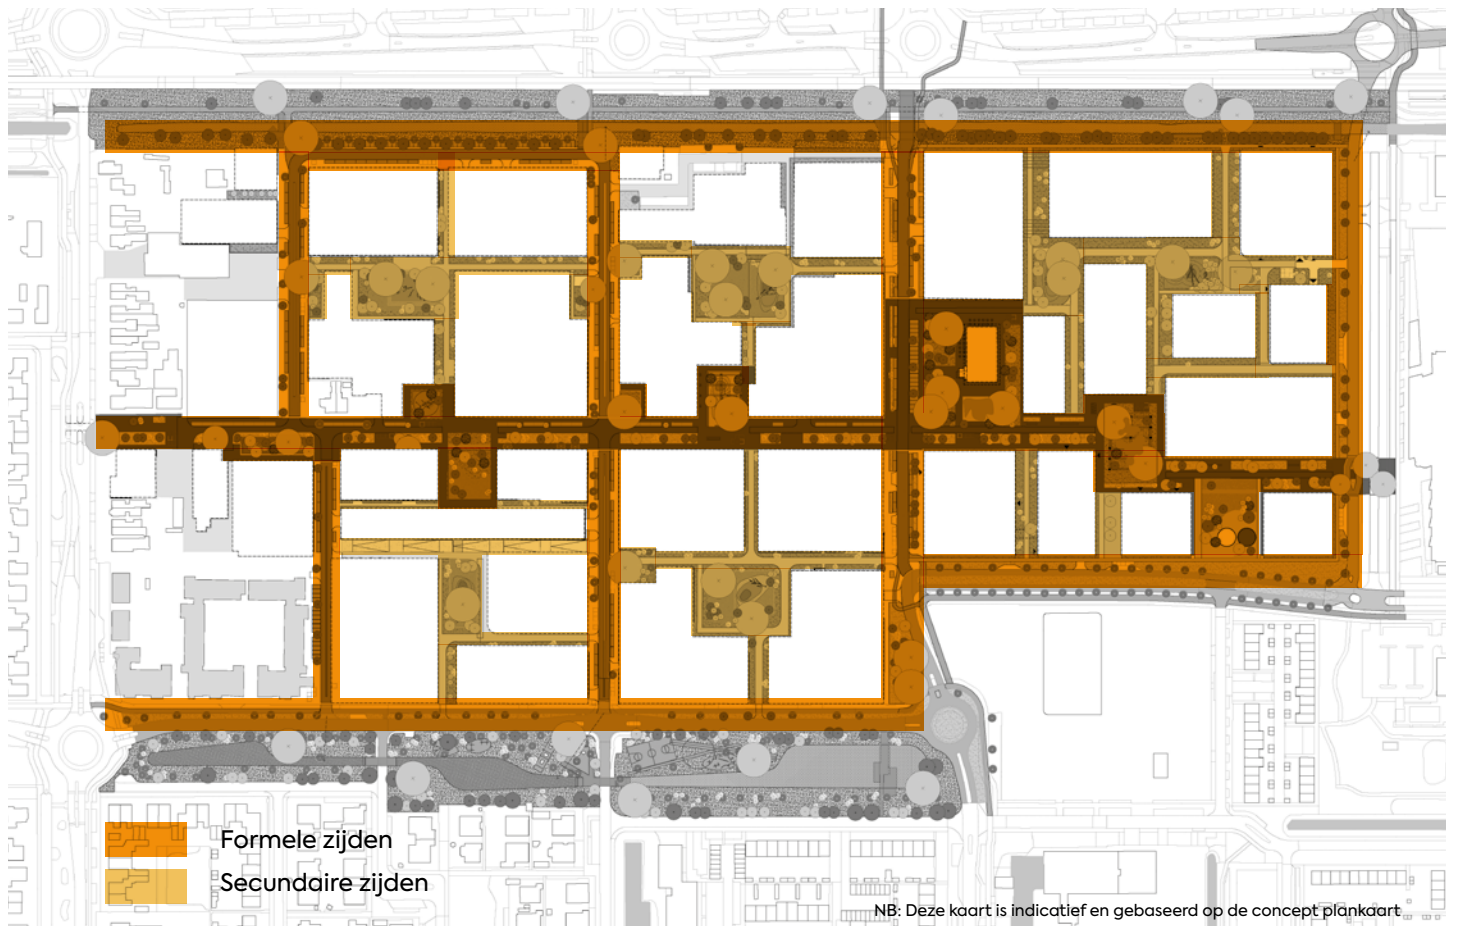 Formele zijden
Secundaire zijden
NB: Deze kaart is indicatief en gebaseerd op de concept plankaart